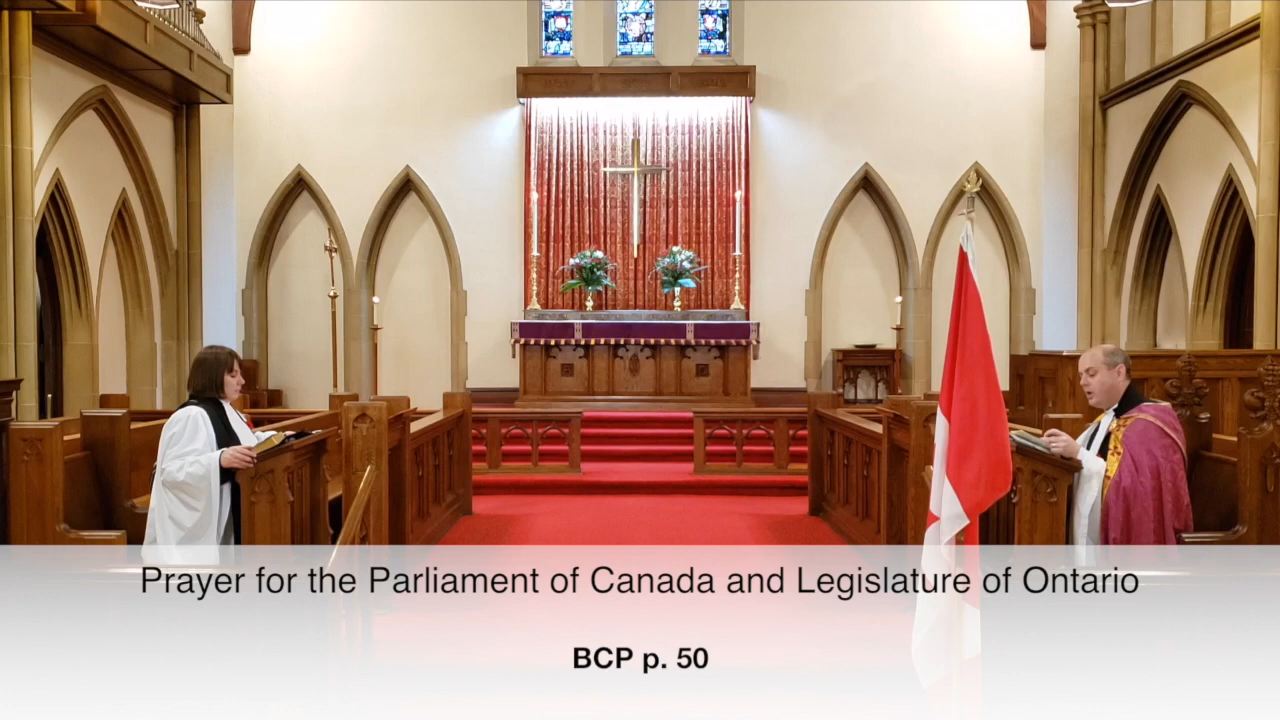 Prayer for the Parliament of Canada and Legislature of Ontario
BCP p. 50